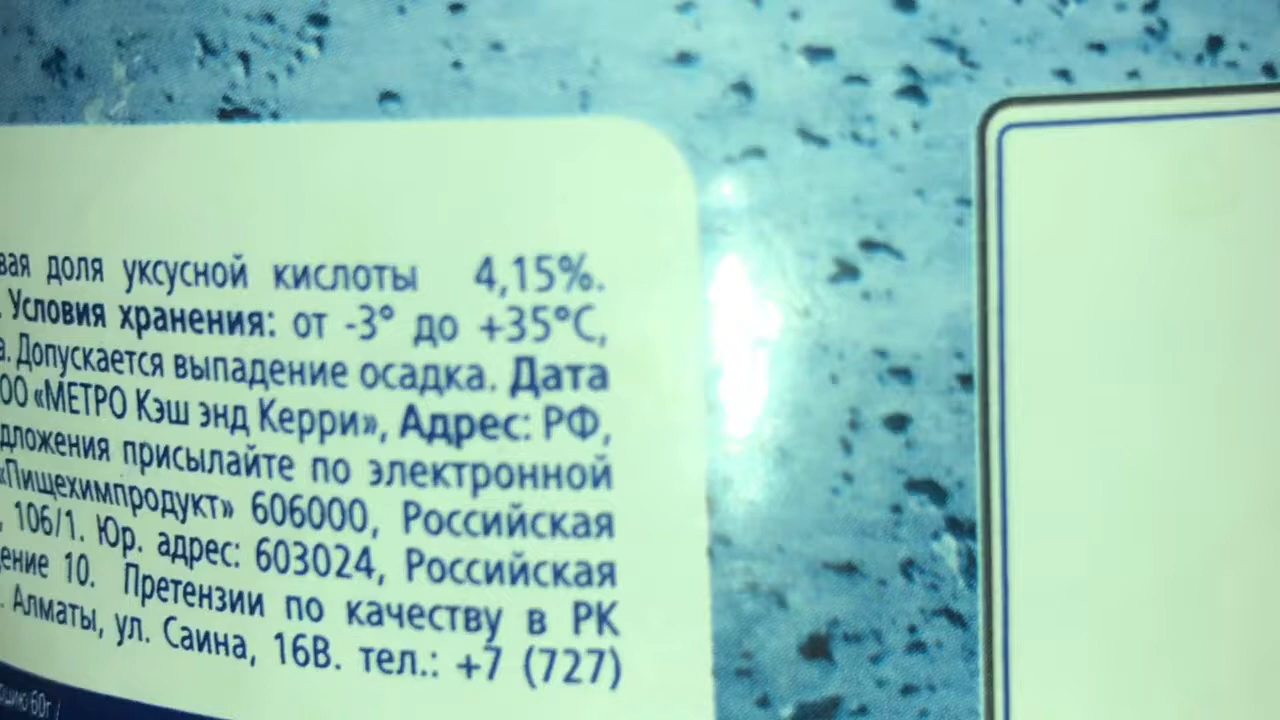 вая доля уксусной кислоты 4,15%.
. Условия хранения: от -3° до +35°С,
а. Допускается выпадение осадка. Дата
ОО «МЕТРО Кэш энд Керри», Адрес: РФ,
дложения присылайте по электронной
«Пищехимпродукт» 606000, Российская
, 106/1. Юр. адрес: 603024, Российская
ение 10. Претензии по качеству в РК
. Алматы, ул. Саина, 16В. тел.: +7 (727)
рцию 60г /